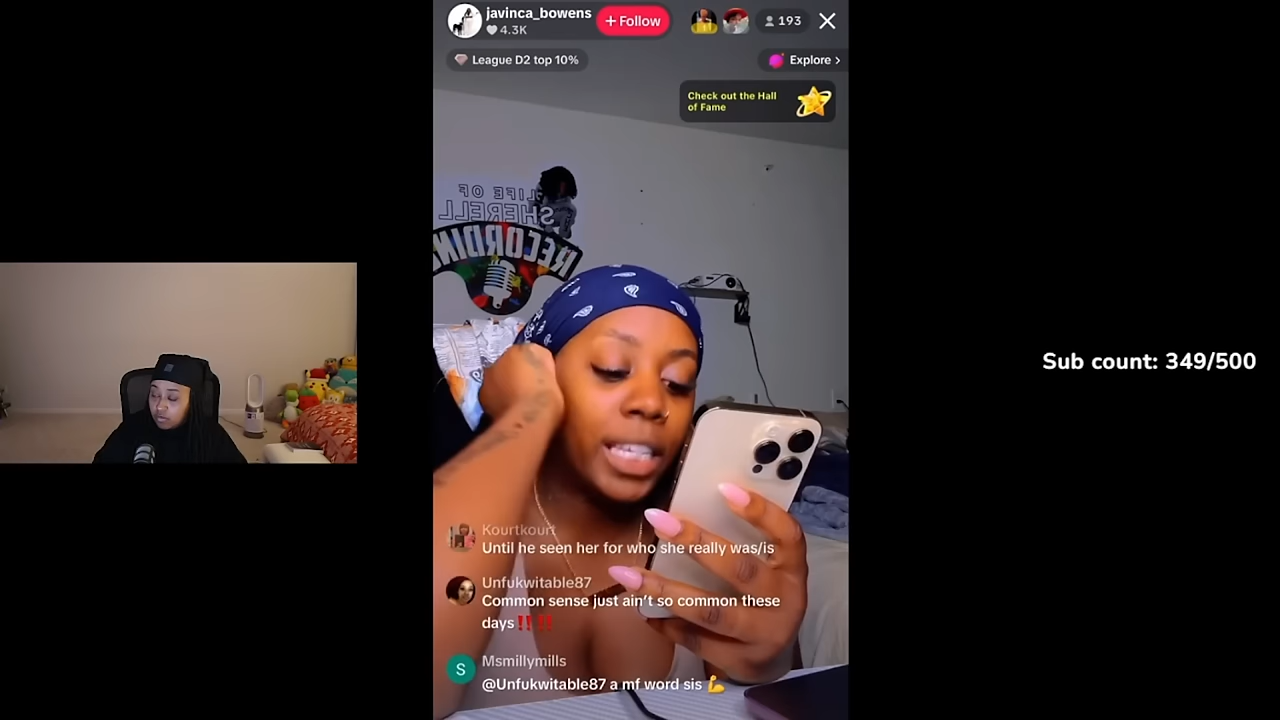 javinca_bowens
4.3K
+ Follow
193
League D2 top 10%
Explore >
Check out the Hall
of Fame
LIFE OF
SHERELL
RECORDIN
Sub count: 349/500
Kourtkourt
Until he seen her for who she really was/is
Unfukwitable87
Common sense just ain't so common these
days‼️‼️
S
Msmillymills
@Unfukwitable87 a mf word sis 💪